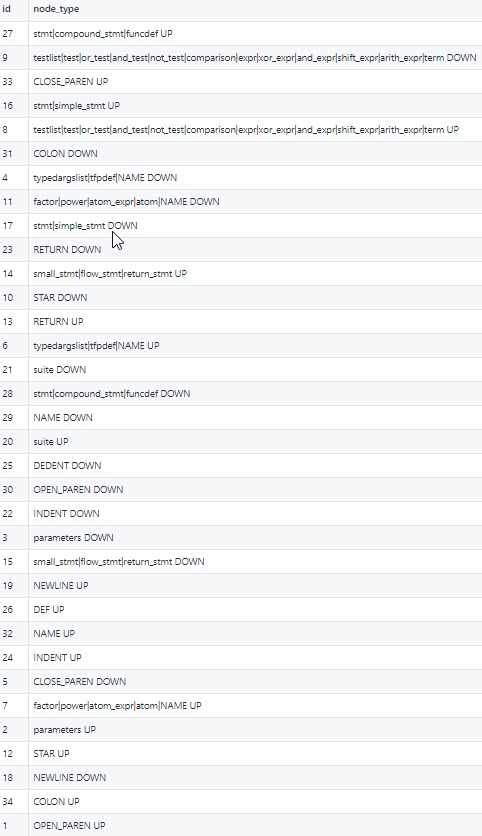 id node_type
27 stmt|compound_stmt|funcdef UP
9 testlist|test|or_test|and_test|not_test|comparison|expr|xor_expr|and_expr|shift_expr|arith_expr|term DOWN
33 CLOSE_PAREN UP
16 stmt|simple_stmt UP
8 testlist|test|or_test|and_test|not_test|comparison|expr|xor_expr|and_expr|shift_expr|arith_expr|term UP
31 COLON DOWN
4 typedargslist|tfpdef|NAME DOWN
11 factor|power|atom_expr|atom|NAME DOWN
17 stmt|simple_stmt DOWN
23 RETURN DOWN
14 small_stmt|flow_stmt|return_stmt UP
10 STAR DOWN
13 RETURN UP
6 typedargslist|tfpdef|NAME UP
21 suite DOWN
28 stmt|compound_stmt|funcdef DOWN
29 NAME DOWN
20 suite UP
25 DEDENT DOWN
30 OPEN_PAREN DOWN
22 INDENT DOWN
3 parameters DOWN
15 small_stmt|flow_stmt|return_stmt DOWN
19 NEWLINE UP
26 DEF UP
32 NAME UP
24 INDENT UP
5 CLOSE_PAREN DOWN
7 factor|power|atom_expr|atom|NAME UP
2 parameters UP
12 STAR UP
18 NEWLINE DOWN
34 COLON UP
1 OPEN_PAREN UP